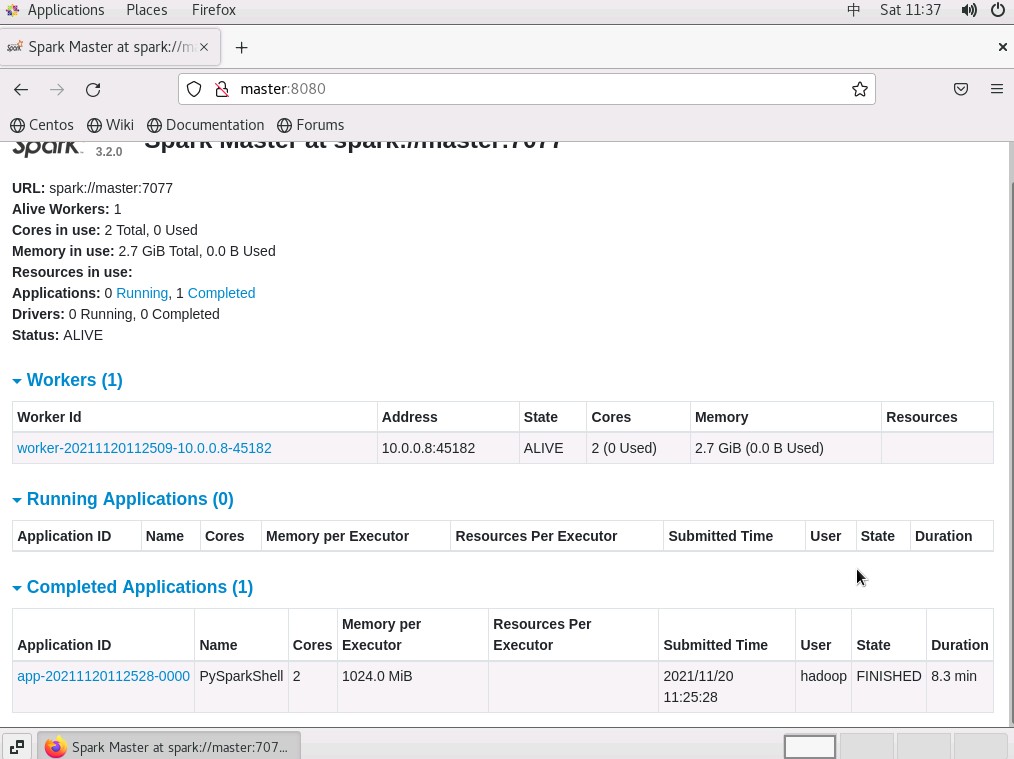 Applications Places Firefox 中 Sat 11:37
Spark Master at spark://m
master:8080
Centos Wiki Documentation Forums
Spark 3.2.0 Spark Master at spark://master:7077
URL: spark://master:7077
Alive Workers: 1
Cores in use: 2 Total, 0 Used
Memory in use: 2.7 GiB Total, 0.0 B Used
Resources in use:
Applications: 0 Running, 1 Completed
Drivers: 0 Running, 0 Completed
Status: ALIVE
Workers (1)
Worker Id Address State Cores Memory Resources
worker-20211120112509-10.0.0.8-45182 10.0.0.8:45182 ALIVE 2 (0 Used) 2.7 GiB (0.0 B Used)
Running Applications (0)
Application ID Name Cores Memory per Executor Resources Per Executor Submitted Time User State Duration
Completed Applications (1)
Application ID Name Cores Memory per Executor Resources Per Executor Submitted Time User State Duration
app-20211120112528-0000 PySparkShell 2 1024.0 MiB 2021/11/20 11:25:28 hadoop FINISHED 8.3 min
Spark Master at spark://master:707...